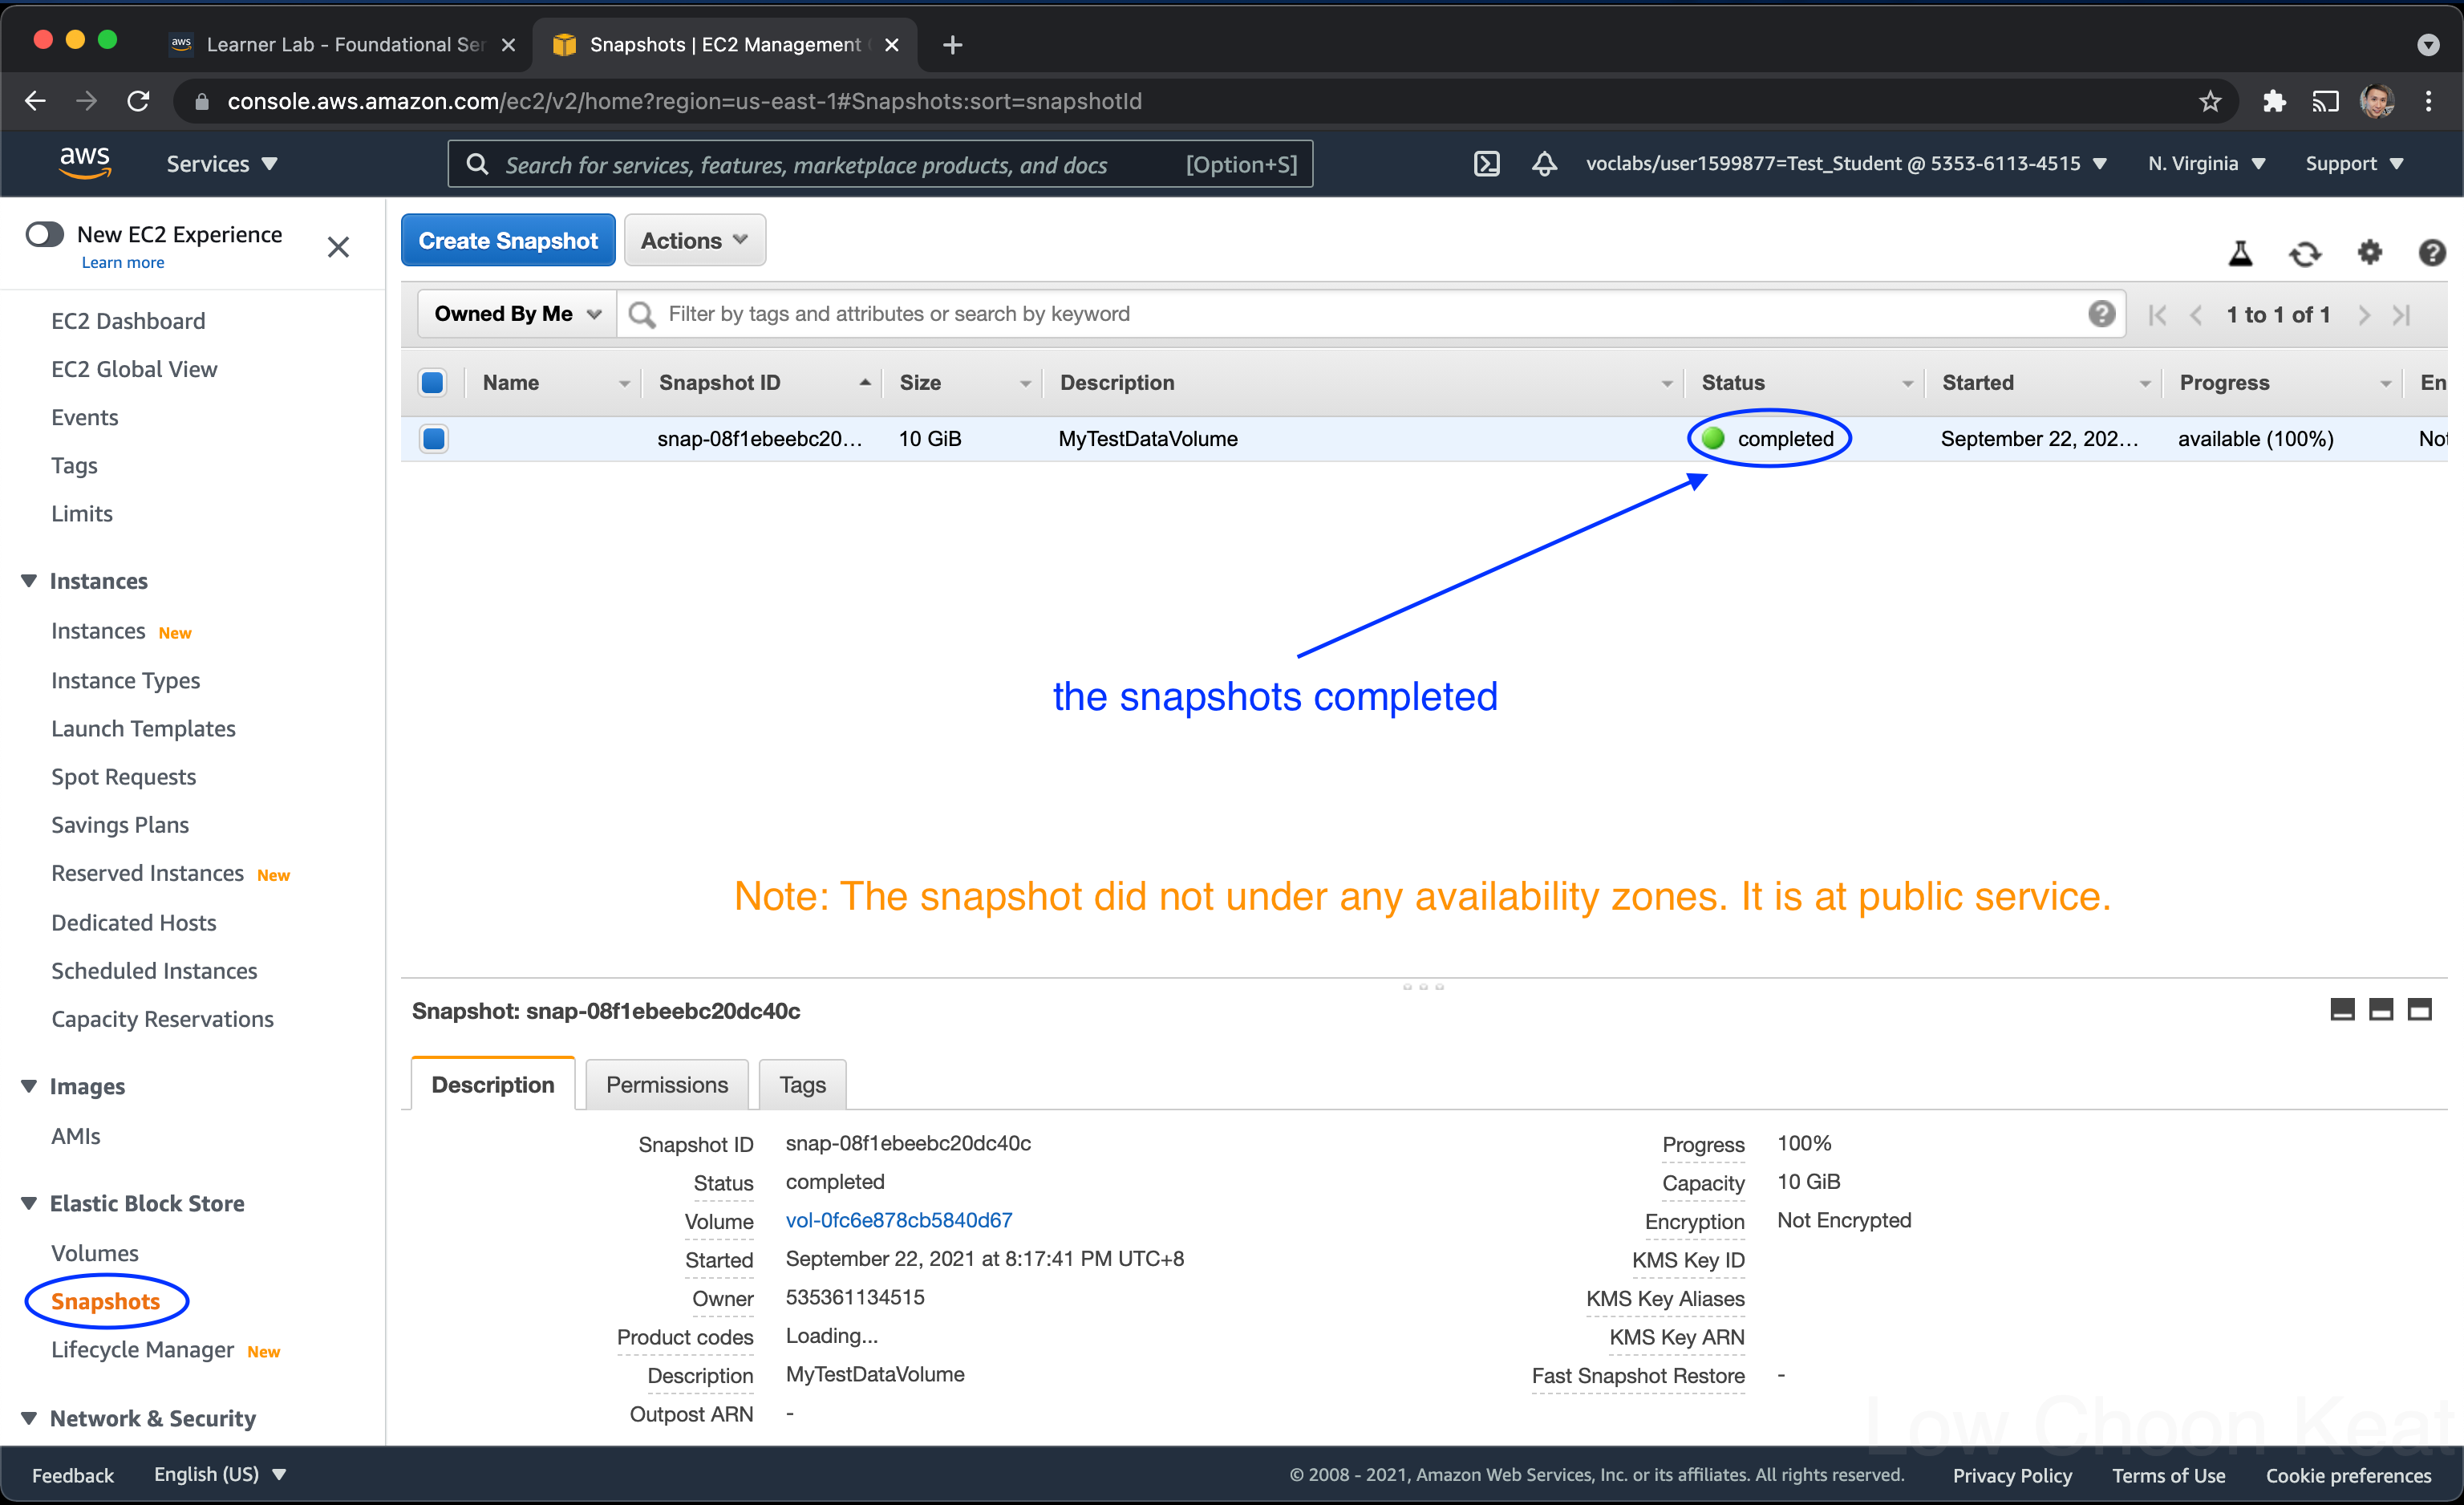 Learner Lab - Foundational Ser
Snapshots | EC2 Management
console.aws.amazon.com/ec2/v2/home?region=us-east-1#Snapshots:sort=snapshotId
aws Services Search for services, features, marketplace products, and docs [Option+S] voclabs/user1599877=Test_Student @ 5353-6113-4515 N. Virginia Support
New EC2 Experience
Learn more
EC2 Dashboard
EC2 Global View
Events
Tags
Limits
Instances
Instances New
Instance Types
Launch Templates
Spot Requests
Savings Plans
Reserved Instances New
Dedicated Hosts
Scheduled Instances
Capacity Reservations
Images
AMIs
Elastic Block Store
Volumes
Snapshots
Lifecycle Manager New
Network & Security
Create Snapshot Actions
Owned By Me Filter by tags and attributes or search by keyword 1 to 1 of 1
Name Snapshot ID Size Description Status Started Progress En
snap-08f1ebeebc20... 10 GiB MyTestDataVolume completed September 22, 202... available (100%) Not
the snapshots completed
Note: The snapshot did not under any availability zones. It is at public service.
Snapshot: snap-08f1ebeebc20dc40c
Description Permissions Tags
Snapshot ID snap-08f1ebeebc20dc40c
Status completed
Volume vol-0fc6e878cb5840d67
Started September 22, 2021 at 8:17:41 PM UTC+8
Owner 535361134515
Product codes Loading...
Description MyTestDataVolume
Outpost ARN -
Progress 100%
Capacity 10 GiB
Encryption Not Encrypted
KMS Key ID
KMS Key Aliases
KMS Key ARN
Fast Snapshot Restore -
Low Choon Keat
Feedback English (US) © 2008 - 2021, Amazon Web Services, Inc. or its affiliates. All rights reserved. Privacy Policy Terms of Use Cookie preferences